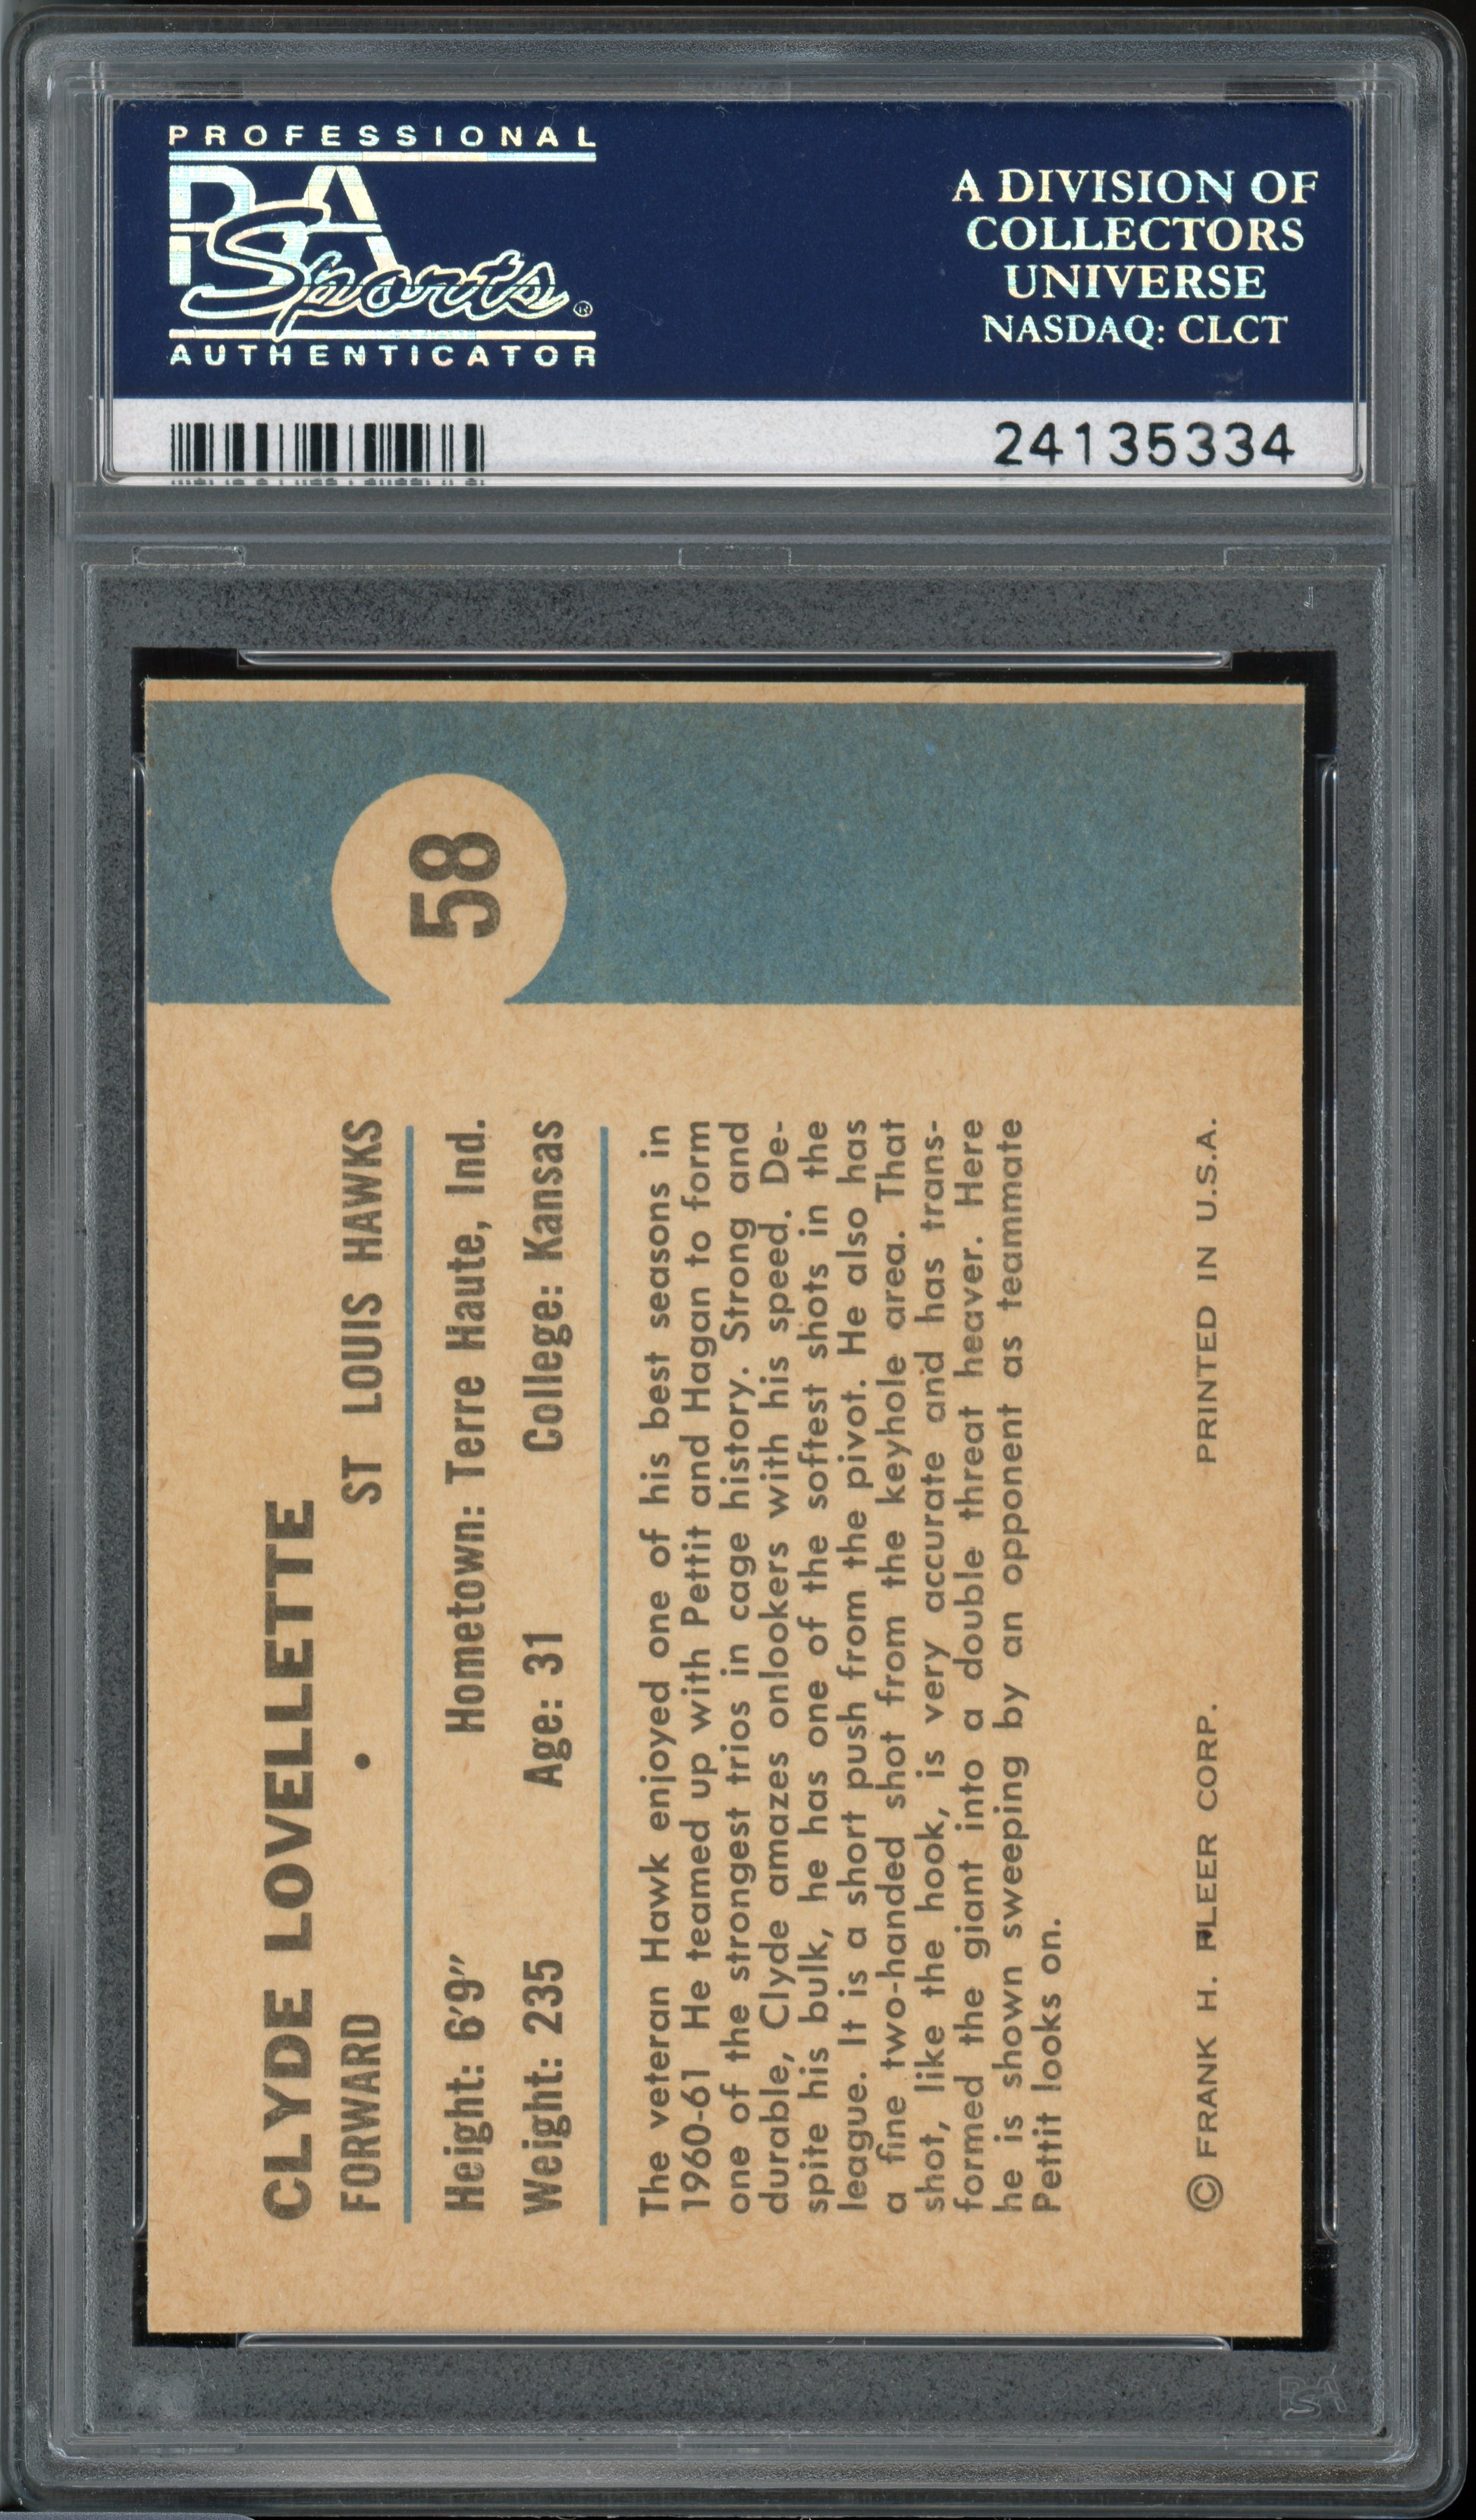 PROFESSIONAL
PSA
Sports®
AUTHENTICATOR
A DIVISION OF
COLLECTORS
UNIVERSE
NASDAQ: CLCT
24135334
58
CLYDE LOVELLETTE
FORWARD • ST LOUIS HAWKS
Height: 6'9" Hometown: Terre Haute, Ind.
Weight: 235 Age: 31 College: Kansas
The veteran Hawk enjoyed one of his best seasons in
1960-61 He teamed up with Pettit and Hagan to form
one of the strongest trios in cage history. Strong and
durable, Clyde amazes onlookers with his speed. De-
spite his bulk, he has one of the softest shots in the
league. It is a short push from the pivot. He also has
a fine two-handed shot from the keyhole area. That
shot, like the hook, is very accurate and has trans-
formed the giant into a double threat heaver. Here
he is shown sweeping by an opponent as teammate
Pettit looks on.
© FRANK H. FLEER CORP. PRINTED IN U.S.A.
PSA